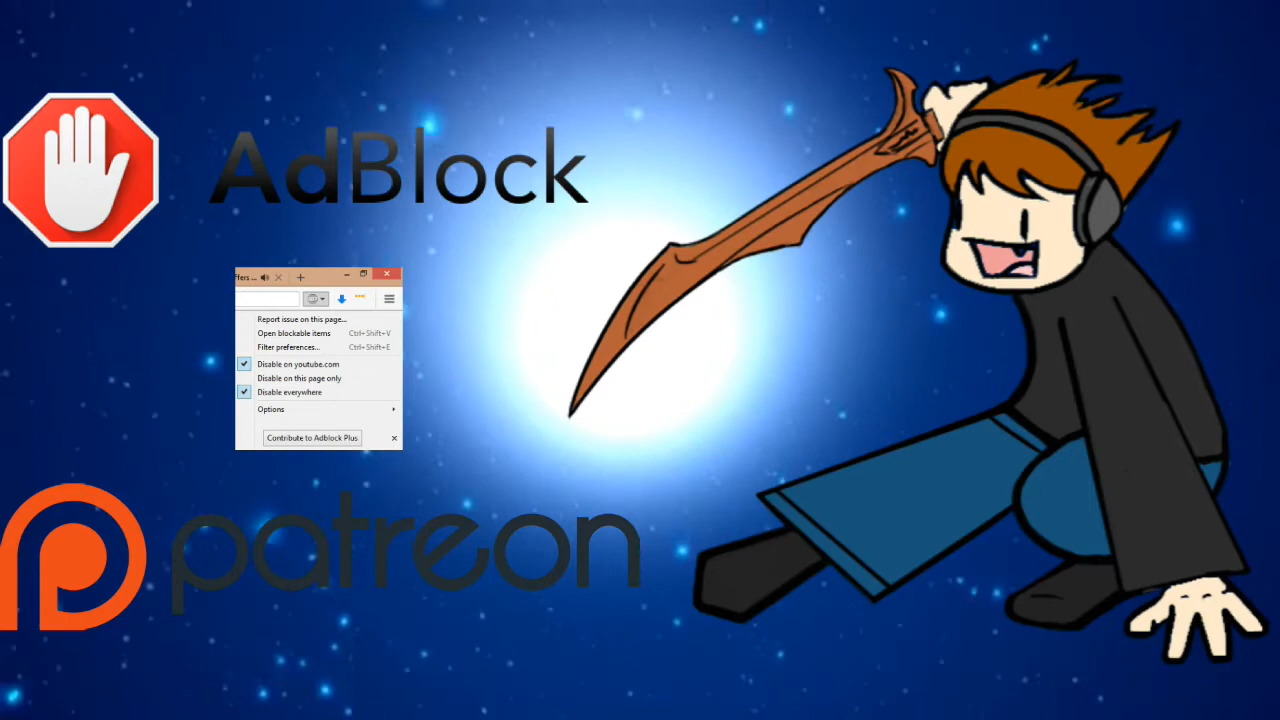 AdBlock
ffers ...
Report issue on this page...
Open blockable items Ctrl+Shift+V
Filter preferences... Ctrl+Shift+E
Disable on youtube.com
Disable on this page only
Disable everywhere
Options
Contribute to Adblock Plus
patreon